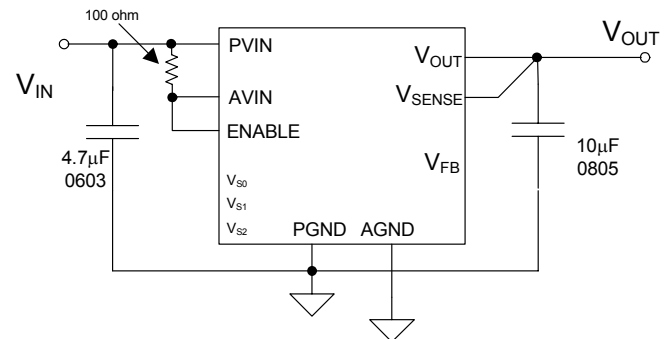 100 ohm
PVIN
V_OUT
V_OUT
V_IN
AVIN
V_SENSE
ENABLE
4.7µF
0603
10µF
0805
V_FB
V_S0
V_S1
V_S2
PGND
AGND